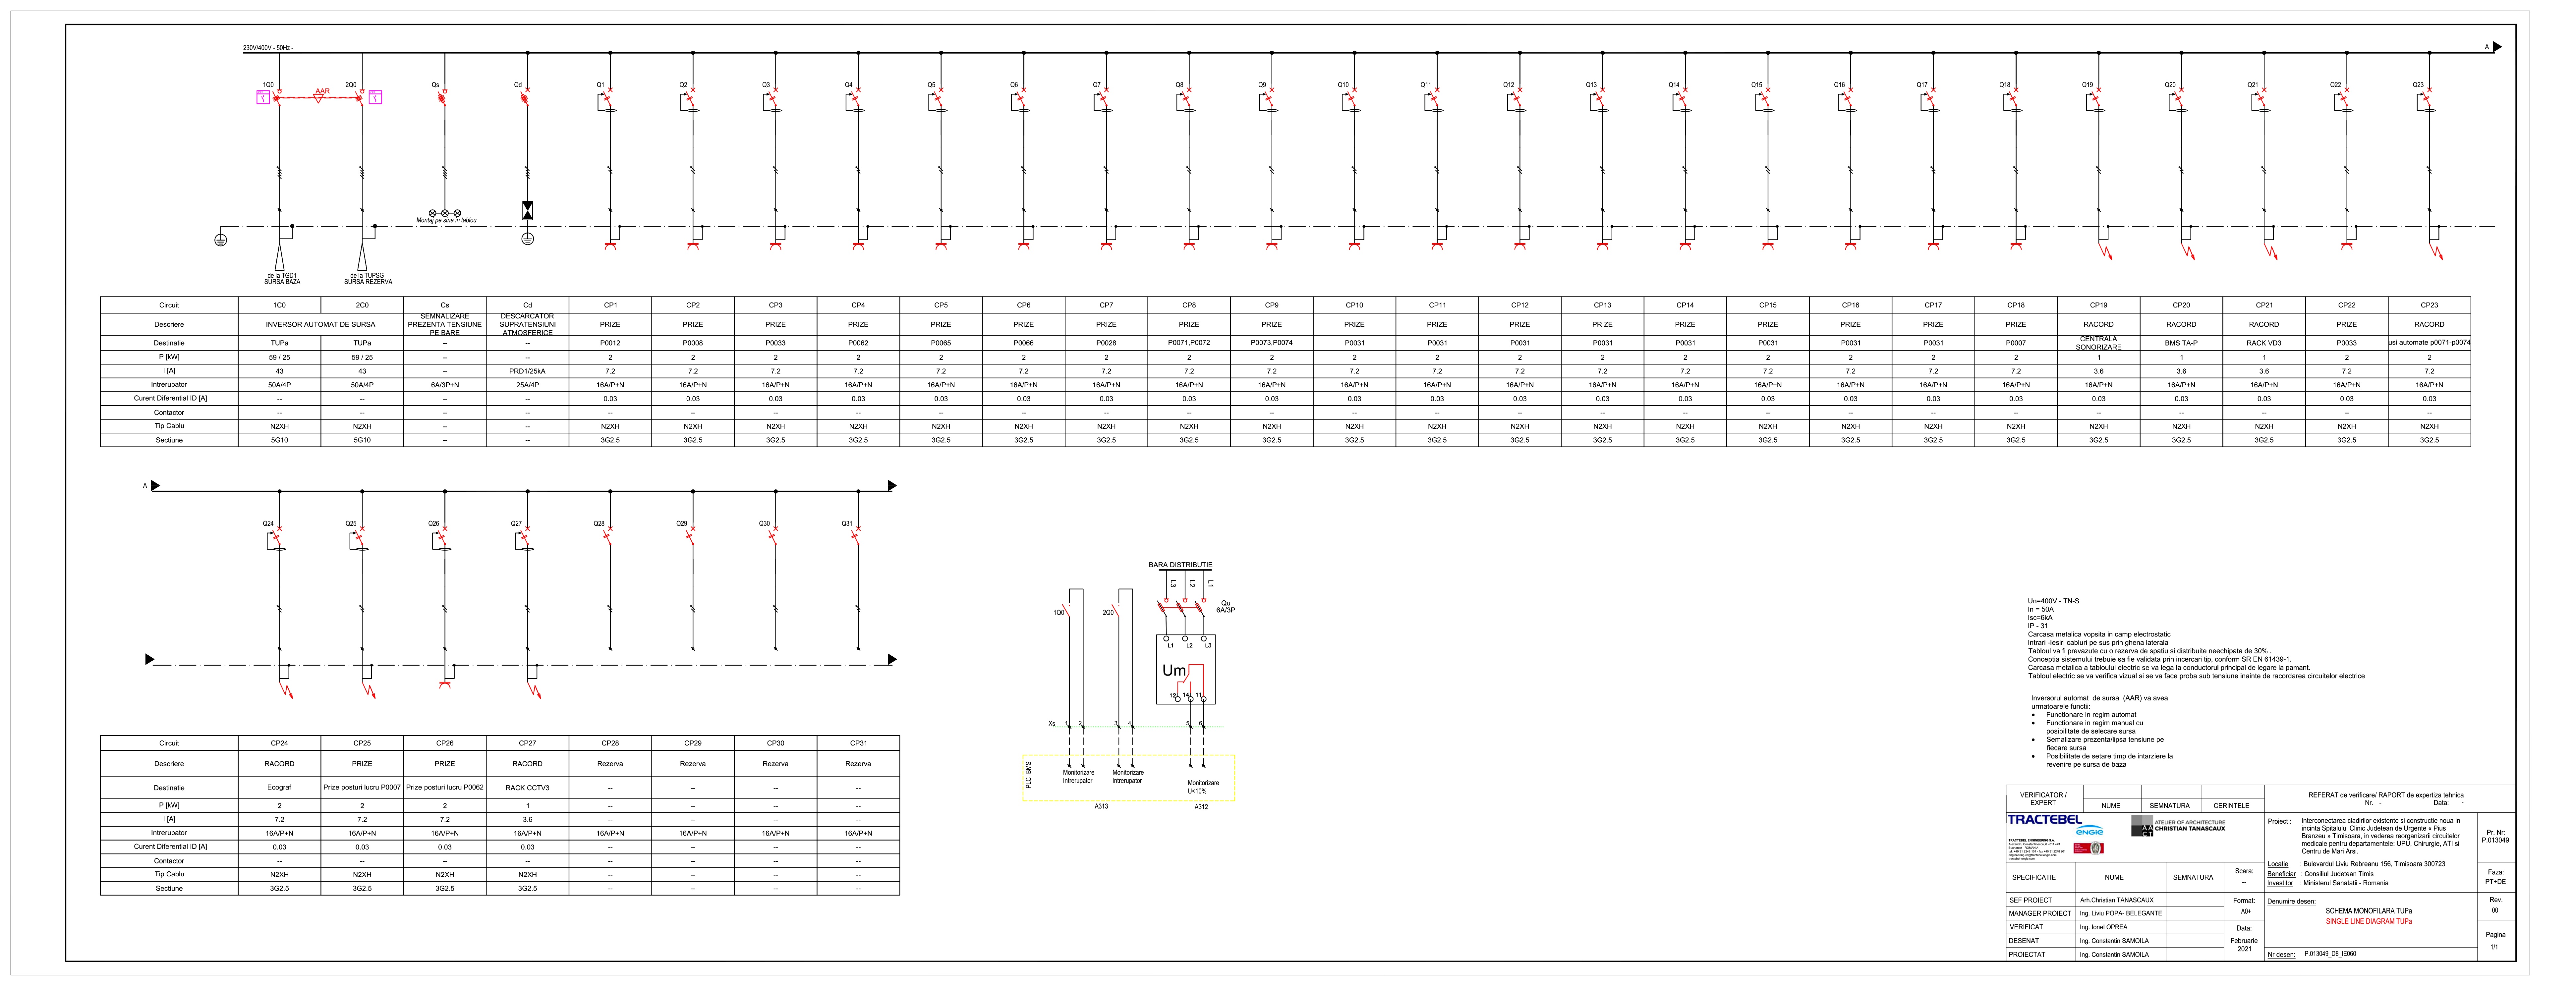 230V/400V - 50Hz -
A
1Q0 AAR 2Q0 Qs Qd Q1 Q2 Q3 Q4 Q5 Q6 Q7 Q8 Q9 Q10 Q11 Q12 Q13 Q14 Q15 Q16 Q17 Q18 Q19 Q20 Q21 Q22 Q23
Montaj pe sina in tablou
de la TGD1
SURSA BAZA
de la TUPSG
SURSA REZERVA
Circuit 1C0 2C0 Cs Cd CP1 CP2 CP3 CP4 CP5 CP6 CP7 CP8 CP9 CP10 CP11 CP12 CP13 CP14 CP15 CP16 CP17 CP18 CP19 CP20 CP21 CP22 CP23
Descriere INVERSOR AUTOMAT DE SURSA SEMNALIZARE PREZENTA TENSIUNE PE BARE DESCARCATOR SUPRATENSIUNI ATMOSFERICE PRIZE PRIZE PRIZE PRIZE PRIZE PRIZE PRIZE PRIZE PRIZE PRIZE PRIZE PRIZE PRIZE PRIZE PRIZE PRIZE PRIZE PRIZE RACORD RACORD RACORD PRIZE RACORD
Destinatie TUPa TUPa -- -- P0012 P0008 P0033 P0062 P0065 P0066 P0028 P0071,P0072 P0073,P0074 P0031 P0031 P0031 P0031 P0031 P0031 P0031 P0031 P0007 CENTRALA SONORIZARE BMS TA-P RACK VD3 P0033 usi automate p0071-p0074
P [kW] 59 / 25 59 / 25 -- -- 2 2 2 2 2 2 2 2 2 2 2 2 2 2 2 2 2 2 1 1 1 2 2
I [A] 43 43 -- PRD1/25kA 7.2 7.2 7.2 7.2 7.2 7.2 7.2 7.2 7.2 7.2 7.2 7.2 7.2 7.2 7.2 7.2 7.2 7.2 3.6 3.6 3.6 7.2 7.2
Intrerupator 50A/4P 50A/4P 6A/3P+N 25A/4P 16A/P+N 16A/P+N 16A/P+N 16A/P+N 16A/P+N 16A/P+N 16A/P+N 16A/P+N 16A/P+N 16A/P+N 16A/P+N 16A/P+N 16A/P+N 16A/P+N 16A/P+N 16A/P+N 16A/P+N 16A/P+N 16A/P+N 16A/P+N 16A/P+N 16A/P+N 16A/P+N
Curent Diferential ID [A] -- -- -- -- 0.03 0.03 0.03 0.03 0.03 0.03 0.03 0.03 0.03 0.03 0.03 0.03 0.03 0.03 0.03 0.03 0.03 0.03 0.03 0.03 0.03 0.03 0.03
Contactor -- -- -- -- -- -- -- -- -- -- -- -- -- -- -- -- -- -- -- -- -- -- -- -- -- -- --
Tip Cablu N2XH N2XH -- -- N2XH N2XH N2XH N2XH N2XH N2XH N2XH N2XH N2XH N2XH N2XH N2XH N2XH N2XH N2XH N2XH N2XH N2XH N2XH N2XH N2XH N2XH N2XH
Sectiune 5G10 5G10 -- -- 3G2.5 3G2.5 3G2.5 3G2.5 3G2.5 3G2.5 3G2.5 3G2.5 3G2.5 3G2.5 3G2.5 3G2.5 3G2.5 3G2.5 3G2.5 3G2.5 3G2.5 3G2.5 3G2.5 3G2.5 3G2.5 3G2.5 3G2.5
A
Q24 Q25 Q26 Q27 Q28 Q29 Q30 Q31
Circuit CP24 CP25 CP26 CP27 CP28 CP29 CP30 CP31
Descriere RACORD PRIZE PRIZE RACORD Rezerva Rezerva Rezerva Rezerva
Destinatie Ecograf Prize posturi lucru P0007 Prize posturi lucru P0062 RACK CCTV3 -- -- -- --
P [kW] 2 2 2 1 -- -- -- --
I [A] 7.2 7.2 7.2 3.6 -- -- -- --
Intrerupator 16A/P+N 16A/P+N 16A/P+N 16A/P+N 16A/P+N 16A/P+N 16A/P+N 16A/P+N
Curent Diferential ID [A] 0.03 0.03 0.03 0.03 -- -- -- --
Contactor -- -- -- -- -- -- -- --
Tip Cablu N2XH N2XH N2XH N2XH -- -- -- --
Sectiune 3G2.5 3G2.5 3G2.5 3G2.5 -- -- -- --
BARA DISTRIBUTIE
L3 L2 L1
Qu
6A/3P
1Q0 2Q0
L1 L2 L3
Um
12 14 11
Xs 1 2 3 4 5 6
PLC -BMS
Monitorizare
Intrerupator
Monitorizare
Intrerupator
Monitorizare
U<10%
A313 A312
Un=400V - TN-S
In = 50A
Isc=6kA
IP - 31
Carcasa metalica vopsita in camp electrostatic
Intrari -Iesiri cabluri pe sus prin ghena laterala
Tabloul va fi prevazute cu o rezerva de spatiu si distribuite neechipata de 30% .
Conceptia sistemului trebuie sa fie validata prin incercari tip, conform SR EN 61439-1.
Carcasa metalica a tabloului electric se va lega la conductorul principal de legare la pamant.
Tabloul electric se va verifica vizual si se va face proba sub tensiune inainte de racordarea circuitelor electrice
Inversorul automat de sursa (AAR) va avea
urmatoarele functii:
• Functionare in regim automat
• Functionare in regim manual cu
posibilitate de selecare sursa
• Semalizare prezenta/lipsa tensiune pe
fiecare sursa
• Posibilitate de setare timp de intarziere la
revenire pe sursa de baza
VERIFICATOR /
EXPERT
NUME SEMNATURA CERINTELE
REFERAT de verificare/ RAPORT de expertiza tehnica
Nr. - Data: -
TRACTEBEL
ENGIE
ATELIER OF ARCHITECTURE
CHRISTIAN TANASCAUX
TRACTEBEL ENGINEERING S.A.
Proiect : Interconectarea cladirilor existente si constructie noua in
incinta Spitalului Clinic Judetean de Urgente « Pius
Branzeu » Timisoara, in vederea reorganizarii circuitelor
medicale pentru departamentele: UPU, Chirurgie, ATI si
Centru de Mari Arsi.
Pr. Nr:
P.013049
Locatie : Bulevardul Liviu Rebreanu 156, Timisoara 300723
Beneficiar : Consiliul Judetean Timis
Investitor : Ministerul Sanatatii - Romania
Faza:
PT+DE
SPECIFICATIE NUME SEMNATURA
Scara:
--
SEF PROIECT Arh.Christian TANASCAUX
MANAGER PROIECT Ing. Liviu POPA- BELEGANTE
VERIFICAT Ing. Ionel OPREA
DESENAT Ing. Constantin SAMOILA
PROIECTAT Ing. Constantin SAMOILA
Format:
A0+
Data:
Februarie
2021
Denumire desen:
SCHEMA MONOFILARA TUPa
SINGLE LINE DIAGRAM TUPa
Rev.
00
Pagina
1/1
Nr desen: P.013049_D8_IE060